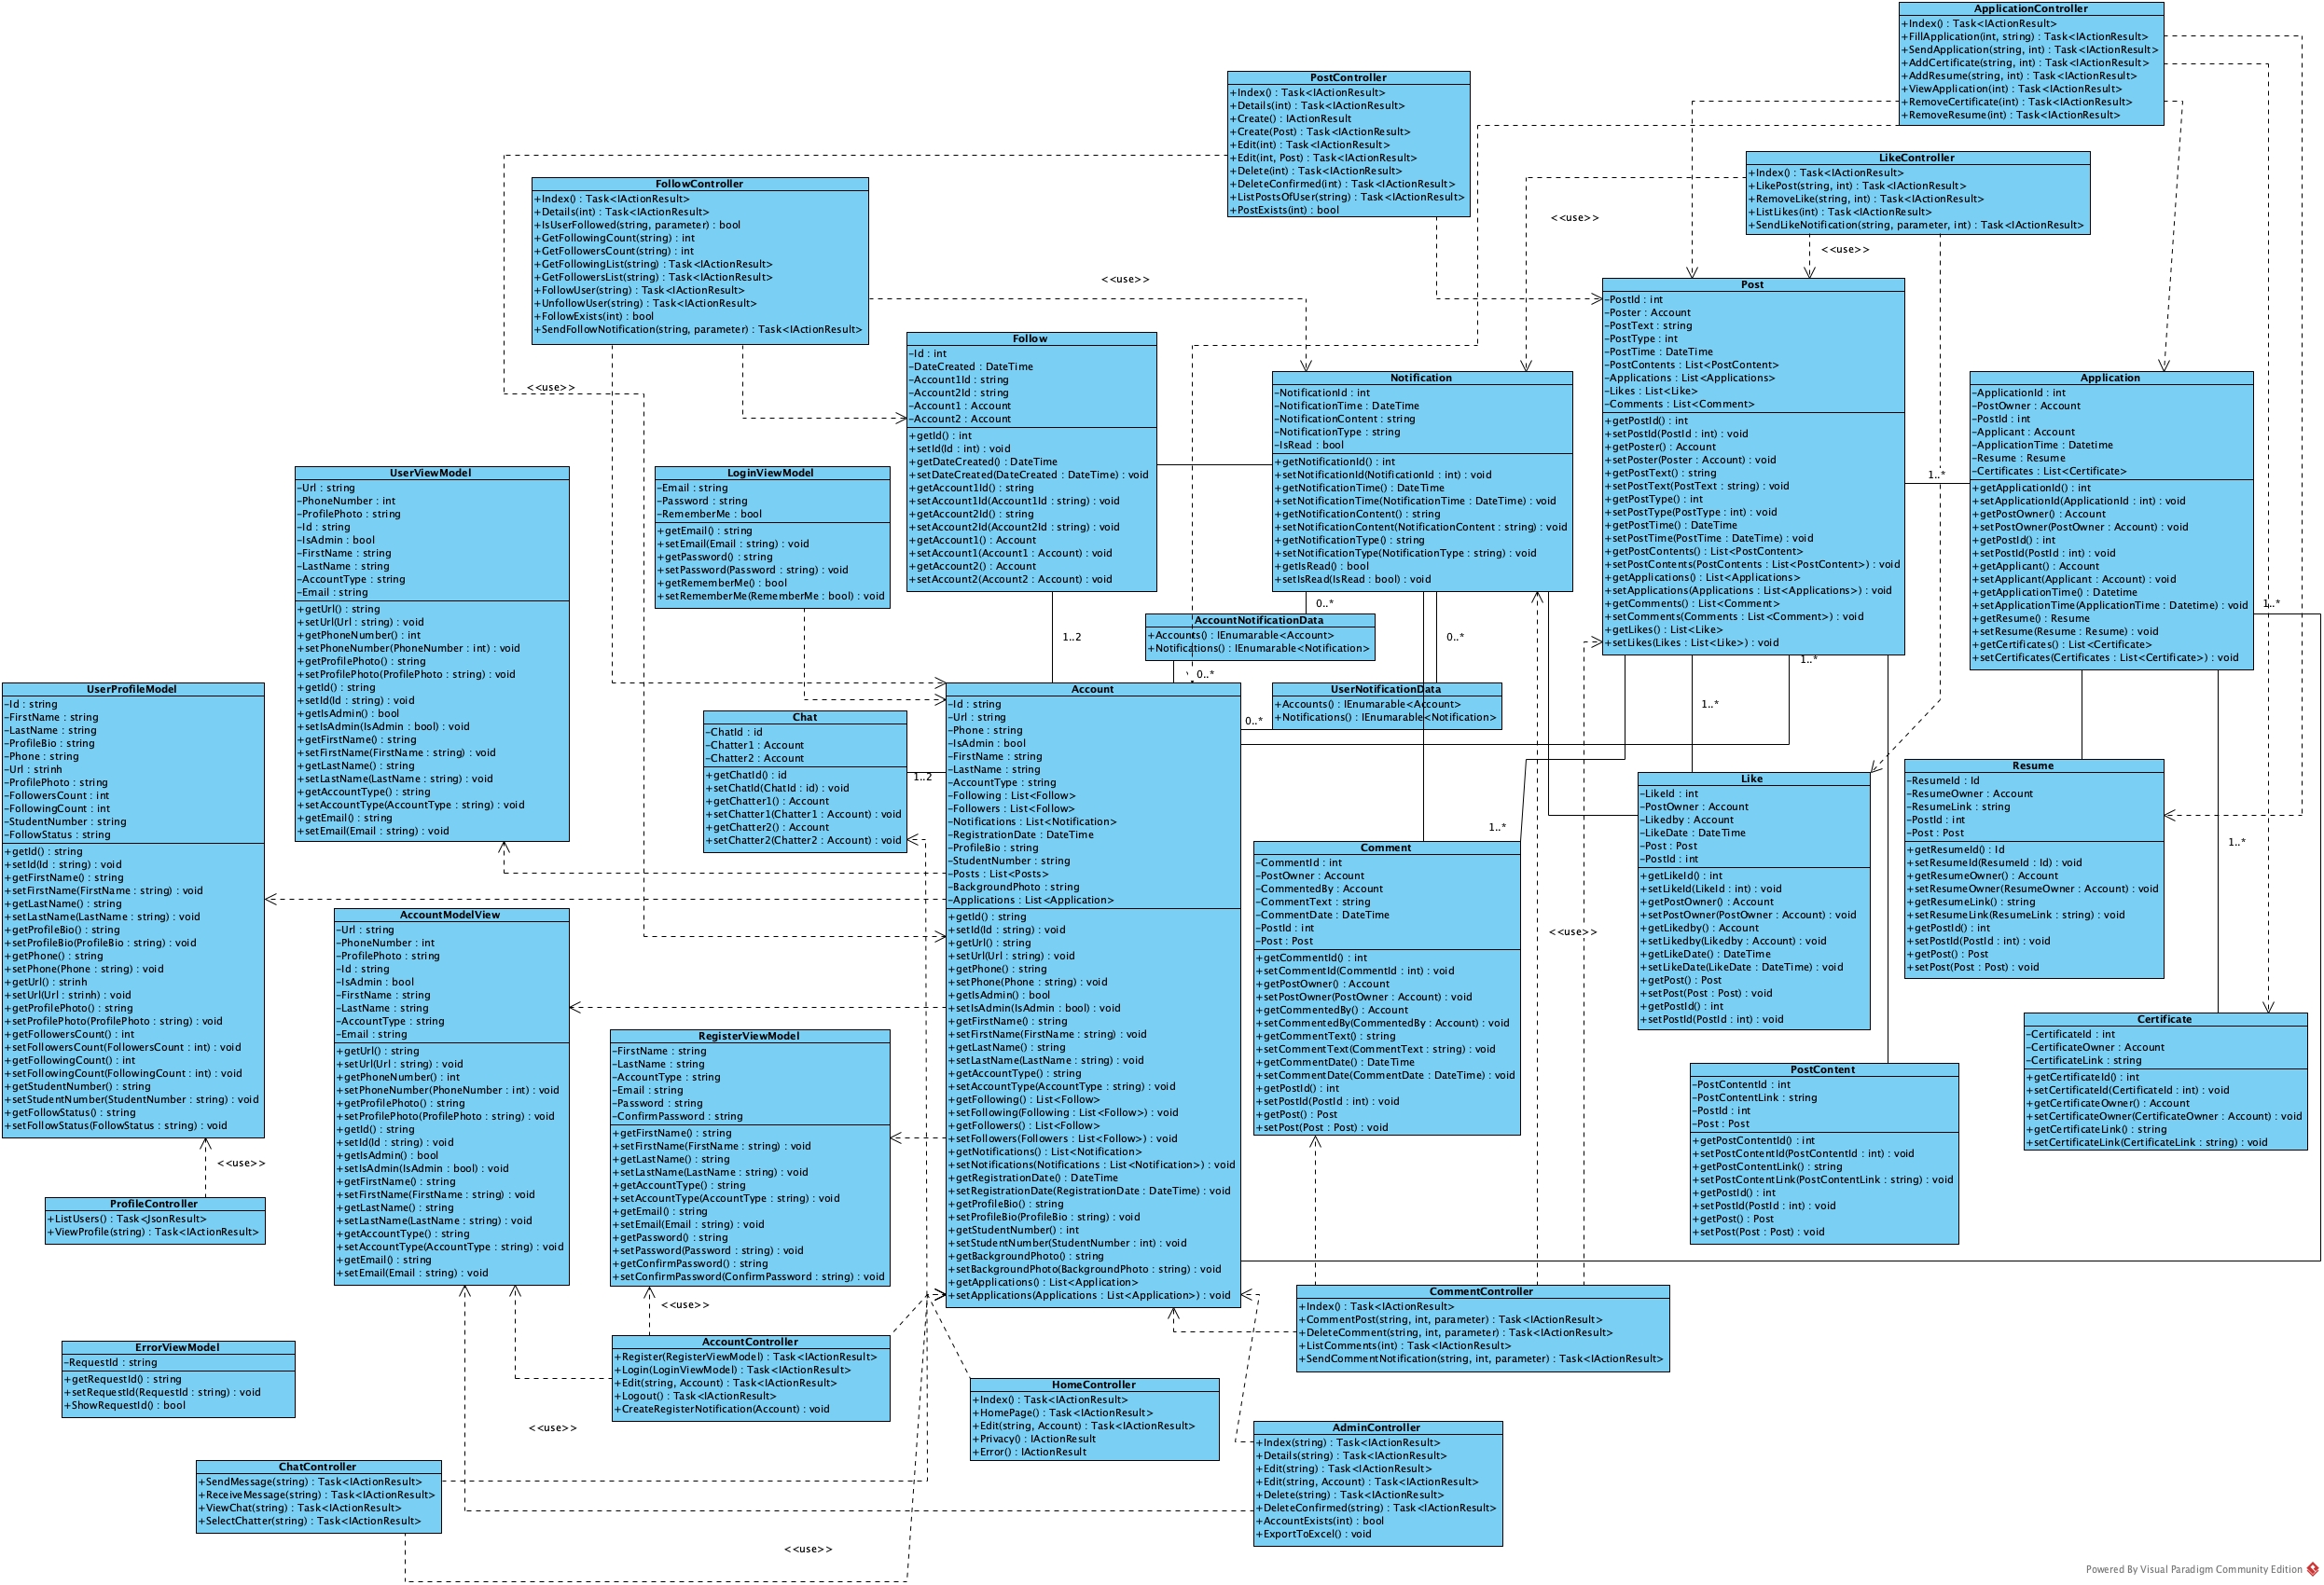 ApplicationController
+Index() : Task<IActionResult>
+FillApplication(int, string) : Task<IActionResult>
+SendApplication(string, int) : Task<IActionResult>
+AddCertificate(string, int) : Task<IActionResult>
+AddResume(string, int) : Task<IActionResult>
+ViewApplication(int) : Task<IActionResult>
+RemoveCertificate(int) : Task<IActionResult>
+RemoveResume(int) : Task<IActionResult>
PostController
+Index() : Task<IActionResult>
+Details(int) : Task<IActionResult>
+Create() : IActionResult
+Create(Post) : Task<IActionResult>
+Edit(int) : Task<IActionResult>
+Edit(int, Post) : Task<IActionResult>
+Delete(int) : Task<IActionResult>
+DeleteConfirmed(int) : Task<IActionResult>
+ListPostsOfUser(string) : Task<IActionResult>
+PostExists(int) : bool
LikeController
+Index() : Task<IActionResult>
+LikePost(string, int) : Task<IActionResult>
+RemoveLike(string, int) : Task<IActionResult>
+ListLikes(int) : Task<IActionResult>
+SendLikeNotification(string, parameter, int) : Task<IActionResult>
<<use>>
<<use>>
FollowController
+Index() : Task<IActionResult>
+Details(int) : Task<IActionResult>
+IsUserFollowed(string, parameter) : bool
+GetFollowingCount(string) : int
+GetFollowersCount(string) : int
+GetFollowingList(string) : Task<IActionResult>
+GetFollowersList(string) : Task<IActionResult>
+FollowUser(string) : Task<IActionResult>
+UnfollowUser(string) : Task<IActionResult>
+FollowExists(int) : bool
+SendFollowNotification(string, parameter) : Task<IActionResult>
<<use>>
<<use>>
Follow
-Id : int
-DateCreated : DateTime
-Account1Id : string
-Account2Id : string
-Account1 : Account
-Account2 : Account
+getId() : int
+setId(Id : int) : void
+getDateCreated() : DateTime
+setDateCreated(DateCreated : DateTime) : void
+getAccount1Id() : string
+setAccount1Id(Account1Id : string) : void
+getAccount2Id() : string
+setAccount2Id(Account2Id : string) : void
+getAccount1() : Account
+setAccount1(Account1 : Account) : void
+getAccount2() : Account
+setAccount2(Account2 : Account) : void
1..2
Notification
-NotificationId : int
-NotificationTime : DateTime
-NotificationContent : string
-NotificationType : string
-IsRead : bool
+getNotificationId() : int
+setNotificationId(NotificationId : int) : void
+getNotificationTime() : DateTime
+setNotificationTime(NotificationTime : DateTime) : void
+getNotificationContent() : string
+setNotificationContent(NotificationContent : string) : void
+getNotificationType() : string
+setNotificationType(NotificationType : string) : void
+getIsRead() : bool
+setIsRead(IsRead : bool) : void
0..*
0..*
Post
-PostId : int
-Poster : Account
-PostText : string
-PostType : int
-PostTime : DateTime
-PostContents : List<PostContent>
-Applications : List<Applications>
-Likes : List<Like>
-Comments : List<Comment>
+getPostId() : int
+setPostId(PostId : int) : void
+getPoster() : Account
+setPoster(Poster : Account) : void
+getPostText() : string
+setPostText(PostText : string) : void
+getPostType() : int
+setPostType(PostType : int) : void
+getPostTime() : DateTime
+setPostTime(PostTime : DateTime) : void
+getPostContents() : List<PostContent>
+setPostContents(PostContents : List<PostContent>) : void
+getApplications() : List<Applications>
+setApplications(Applications : List<Applications>) : void
+getComments() : List<Comment>
+setComments(Comments : List<Comment>) : void
+getLikes() : List<Like>
+setLikes(Likes : List<Like>) : void
1..*
1..*
1..*
Application
-ApplicationId : int
-PostOwner : Account
-PostId : int
-Applicant : Account
-ApplicationTime : Datetime
-Resume : Resume
-Certificates : List<Certificate>
+getApplicationId() : int
+setApplicationId(ApplicationId : int) : void
+getPostOwner() : Account
+setPostOwner(PostOwner : Account) : void
+getPostId() : int
+setPostId(PostId : int) : void
+getApplicant() : Account
+setApplicant(Applicant : Account) : void
+getApplicationTime() : Datetime
+setApplicationTime(ApplicationTime : Datetime) : void
+getResume() : Resume
+setResume(Resume : Resume) : void
+getCertificates() : List<Certificate>
+setCertificates(Certificates : List<Certificate>) : void
1..*
UserViewModel
-Url : string
-PhoneNumber : int
-ProfilePhoto : string
-Id : string
-IsAdmin : bool
-FirstName : string
-LastName : string
-AccountType : string
-Email : string
+getUrl() : string
+setUrl(Url : string) : void
+getPhoneNumber() : int
+setPhoneNumber(PhoneNumber : int) : void
+getProfilePhoto() : string
+setProfilePhoto(ProfilePhoto : string) : void
+getId() : string
+setId(Id : string) : void
+getIsAdmin() : bool
+setIsAdmin(IsAdmin : bool) : void
+getFirstName() : string
+setFirstName(FirstName : string) : void
+getLastName() : string
+setLastName(LastName : string) : void
+getAccountType() : string
+setAccountType(AccountType : string) : void
+getEmail() : string
+setEmail(Email : string) : void
LoginViewModel
-Email : string
-Password : string
-RememberMe : bool
+getEmail() : string
+setEmail(Email : string) : void
+getPassword() : string
+setPassword(Password : string) : void
+getRememberMe() : bool
+setRememberMe(RememberMe : bool) : void
AccountNotificationData
+Accounts() : IEnumarable<Account>
+Notifications() : IEnumarable<Notification>
0..*
UserNotificationData
+Accounts() : IEnumarable<Account>
+Notifications() : IEnumarable<Notification>
0..*
UserProfileModel
-Id : string
-FirstName : string
-LastName : string
-ProfileBio : string
-Phone : string
-Url : strinh
-ProfilePhoto : string
-FollowersCount : int
-FollowingCount : int
-StudentNumber : string
-FollowStatus : string
+getId() : string
+setId(Id : string) : void
+getFirstName() : string
+setFirstName(FirstName : string) : void
+getLastName() : string
+setLastName(LastName : string) : void
+getProfileBio() : string
+setProfileBio(ProfileBio : string) : void
+getPhone() : string
+setPhone(Phone : string) : void
+getUrl() : strinh
+setUrl(Url : strinh) : void
+getProfilePhoto() : string
+setProfilePhoto(ProfilePhoto : string) : void
+getFollowersCount() : int
+setFollowersCount(FollowersCount : int) : void
+getFollowingCount() : int
+setFollowingCount(FollowingCount : int) : void
+getStudentNumber() : string
+setStudentNumber(StudentNumber : string) : void
+getFollowStatus() : string
+setFollowStatus(FollowStatus : string) : void
<<use>>
Chat
-ChatId : id
-Chatter1 : Account
-Chatter2 : Account
+getChatId() : id
+setChatId(ChatId : id) : void
+getChatter1() : Account
+setChatter1(Chatter1 : Account) : void
+getChatter2() : Account
+setChatter2(Chatter2 : Account) : void
1..2
Account
-Id : string
-Url : string
-Phone : string
-IsAdmin : bool
-FirstName : string
-LastName : string
-AccountType : string
-Following : List<Follow>
-Followers : List<Follow>
-Notifications : List<Notification>
-RegistrationDate : DateTime
-ProfileBio : string
-StudentNumber : string
-Posts : List<Posts>
-BackgroundPhoto : string
-Applications : List<Application>
+getId() : string
+setId(Id : string) : void
+getUrl() : string
+setUrl(Url : string) : void
+getPhone() : string
+setPhone(Phone : string) : void
+getIsAdmin() : bool
+setIsAdmin(IsAdmin : bool) : void
+getFirstName() : string
+setFirstName(FirstName : string) : void
+getLastName() : string
+setLastName(LastName : string) : void
+getAccountType() : string
+setAccountType(AccountType : string) : void
+getFollowing() : List<Follow>
+setFollowing(Following : List<Follow>) : void
+getFollowers() : List<Follow>
+setFollowers(Followers : List<Follow>) : void
+getNotifications() : List<Notification>
+setNotifications(Notifications : List<Notification>) : void
+getRegistrationDate() : DateTime
+setRegistrationDate(RegistrationDate : DateTime) : void
+getProfileBio() : string
+setProfileBio(ProfileBio : string) : void
+getStudentNumber() : int
+setStudentNumber(StudentNumber : int) : void
+getBackgroundPhoto() : string
+setBackgroundPhoto(BackgroundPhoto : string) : void
+getApplications() : List<Application>
+setApplications(Applications : List<Application>) : void
1..*
Comment
-CommentId : int
-PostOwner : Account
-CommentedBy : Account
-CommentText : string
-CommentDate : DateTime
-PostId : int
-Post : Post
+getCommentId() : int
+setCommentId(CommentId : int) : void
+getPostOwner() : Account
+setPostOwner(PostOwner : Account) : void
+getCommentedBy() : Account
+setCommentedBy(CommentedBy : Account) : void
+getCommentText() : string
+setCommentText(CommentText : string) : void
+getCommentDate() : DateTime
+setCommentDate(CommentDate : DateTime) : void
+getPostId() : int
+setPostId(PostId : int) : void
+getPost() : Post
+setPost(Post : Post) : void
<<use>>
Like
-LikeId : int
-PostOwner : Account
-Likedby : Account
-LikeDate : DateTime
-Post : Post
-PostId : int
+getLikeId() : int
+setLikeId(LikeId : int) : void
+getPostOwner() : Account
+setPostOwner(PostOwner : Account) : void
+getLikedby() : Account
+setLikedby(Likedby : Account) : void
+getLikeDate() : DateTime
+setLikeDate(LikeDate : DateTime) : void
+getPost() : Post
+setPost(Post : Post) : void
+getPostId() : int
+setPostId(PostId : int) : void
Resume
-ResumeId : Id
-ResumeOwner : Account
-ResumeLink : string
-PostId : int
-Post : Post
+getResumeId() : Id
+setResumeId(ResumeId : Id) : void
+getResumeOwner() : Account
+setResumeOwner(ResumeOwner : Account) : void
+getResumeLink() : string
+setResumeLink(ResumeLink : string) : void
+getPostId() : int
+setPostId(PostId : int) : void
+getPost() : Post
+setPost(Post : Post) : void
1..*
AccountModelView
-Url : string
-PhoneNumber : int
-ProfilePhoto : string
-Id : string
-IsAdmin : bool
-FirstName : string
-LastName : string
-AccountType : string
-Email : string
+getUrl() : string
+setUrl(Url : string) : void
+getPhoneNumber() : int
+setPhoneNumber(PhoneNumber : int) : void
+getProfilePhoto() : string
+setProfilePhoto(ProfilePhoto : string) : void
+getId() : string
+setId(Id : string) : void
+getIsAdmin() : bool
+setIsAdmin(IsAdmin : bool) : void
+getFirstName() : string
+setFirstName(FirstName : string) : void
+getLastName() : string
+setLastName(LastName : string) : void
+getAccountType() : string
+setAccountType(AccountType : string) : void
+getEmail() : string
+setEmail(Email : string) : void
RegisterViewModel
-FirstName : string
-LastName : string
-AccountType : string
-Email : string
-Password : string
-ConfirmPassword : string
+getFirstName() : string
+setFirstName(FirstName : string) : void
+getLastName() : string
+setLastName(LastName : string) : void
+getAccountType() : string
+setAccountType(AccountType : string) : void
+getEmail() : string
+setEmail(Email : string) : void
+getPassword() : string
+setPassword(Password : string) : void
+getConfirmPassword() : string
+setConfirmPassword(ConfirmPassword : string) : void
<<use>>
Certificate
-CertificateId : int
-CertificateOwner : Account
-CertificateLink : string
+getCertificateId() : int
+setCertificateId(CertificateId : int) : void
+getCertificateOwner() : Account
+setCertificateOwner(CertificateOwner : Account) : void
+getCertificateLink() : string
+setCertificateLink(CertificateLink : string) : void
PostContent
-PostContentId : int
-PostContentLink : string
-PostId : int
-Post : Post
+getPostContentId() : int
+setPostContentId(PostContentId : int) : void
+getPostContentLink() : string
+setPostContentLink(PostContentLink : string) : void
+getPostId() : int
+setPostId(PostId : int) : void
+getPost() : Post
+setPost(Post : Post) : void
ProfileController
+ListUsers() : Task<JsonResult>
+ViewProfile(string) : Task<IActionResult>
CommentController
+Index() : Task<IActionResult>
+CommentPost(string, int, parameter) : Task<IActionResult>
+DeleteComment(string, int, parameter) : Task<IActionResult>
+ListComments(int) : Task<IActionResult>
+SendCommentNotification(string, int, parameter) : Task<IActionResult>
ErrorViewModel
-RequestId : string
+getRequestId() : string
+setRequestId(RequestId : string) : void
+ShowRequestId() : bool
AccountController
+Register(RegisterViewModel) : Task<IActionResult>
+Login(LoginViewModel) : Task<IActionResult>
+Edit(string, Account) : Task<IActionResult>
+Logout() : Task<IActionResult>
+CreateRegisterNotification(Account) : void
<<use>>
HomeController
+Index() : Task<IActionResult>
+HomePage() : Task<IActionResult>
+Edit(string, Account) : Task<IActionResult>
+Privacy() : IActionResult
+Error() : IActionResult
AdminController
+Index(string) : Task<IActionResult>
+Details(string) : Task<IActionResult>
+Edit(string) : Task<IActionResult>
+Edit(string, Account) : Task<IActionResult>
+Delete(string) : Task<IActionResult>
+DeleteConfirmed(string) : Task<IActionResult>
+AccountExists(int) : bool
+ExportToExcel() : void
ChatController
+SendMessage(string) : Task<IActionResult>
+ReceiveMessage(string) : Task<IActionResult>
+ViewChat(string) : Task<IActionResult>
+SelectChatter(string) : Task<IActionResult>
<<use>>
Powered By Visual Paradigm Community Edition